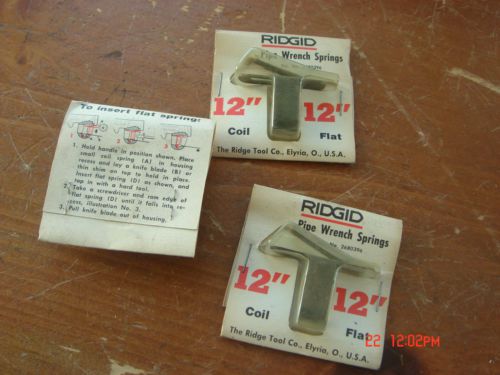 RIDGID
Pipe Wrench Springs
12" 12"
Coil Flat
The Ridge Tool Co., Elyria, O., U.S.A.
To insert flat spring:
1 2 3
1. Hold handle in position shown. Place
small coil spring (A) in housing
recess and lay a knife blade (B) or
thin shim on top to hold in place.
Insert flat spring (D) as shown, and
tap in with a hard tool.
2. Take a screwdriver and ram edge of
flat spring (D) until it falls into re-
cess, illustration No. 3.
3. Pull knife blade out of housing.
RIDGID
Pipe Wrench Springs
No. 2680396
12" 12"
Coil Flat
The Ridge Tool Co., Elyria, O., U.S.A.
22 12:02PM